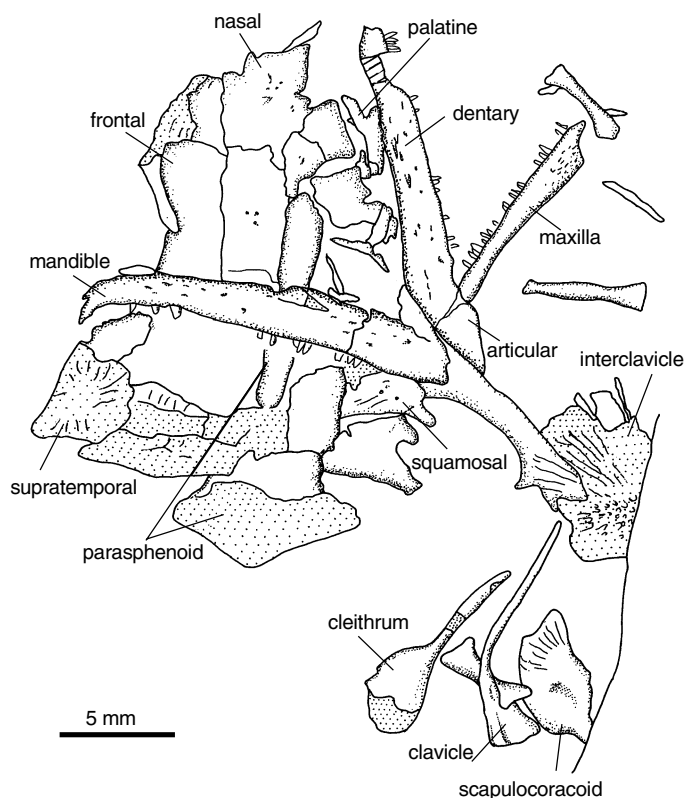 nasal
palatine
frontal
dentary
mandible
maxilla
articular
interclavicle
squamosal
supratemporal
parasphenoid
cleithrum
5 mm
clavicle
scapulocoracoid